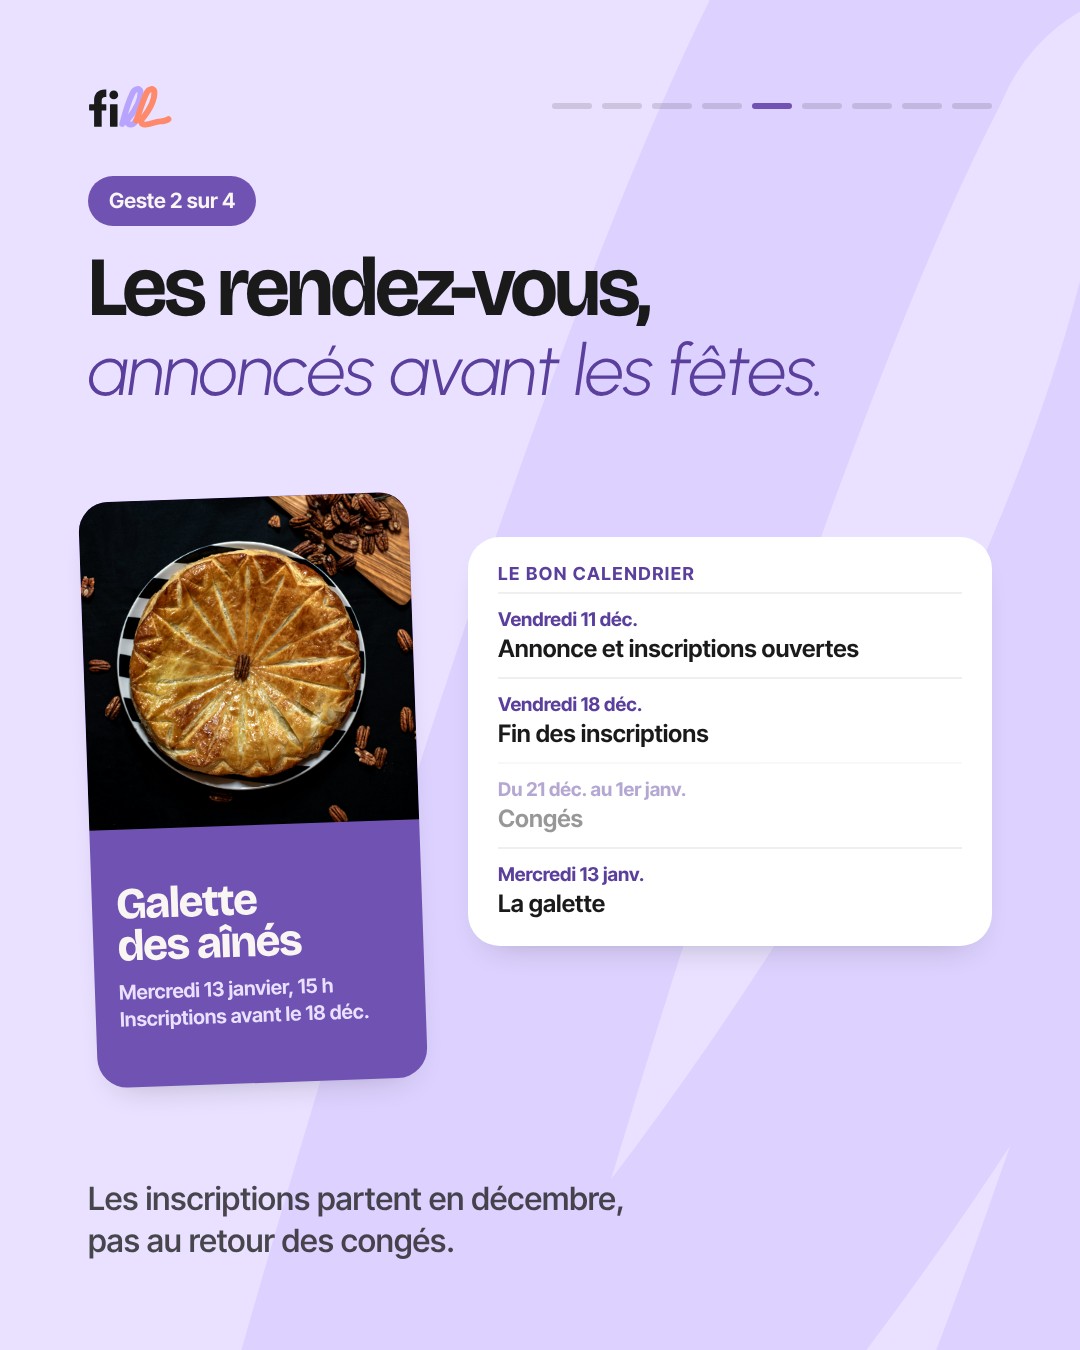 fill
Geste 2 sur 4
Les rendez-vous,
annoncés avant les fêtes.
Galette
des aînés
Mercredi 13 janvier, 15 h
Inscriptions avant le 18 déc.
LE BON CALENDRIER
Vendredi 11 déc.
Annonce et inscriptions ouvertes
Vendredi 18 déc.
Fin des inscriptions
Du 21 déc. au 1er janv.
Congés
Mercredi 13 janv.
La galette
Les inscriptions partent en décembre,
pas au retour des congés.